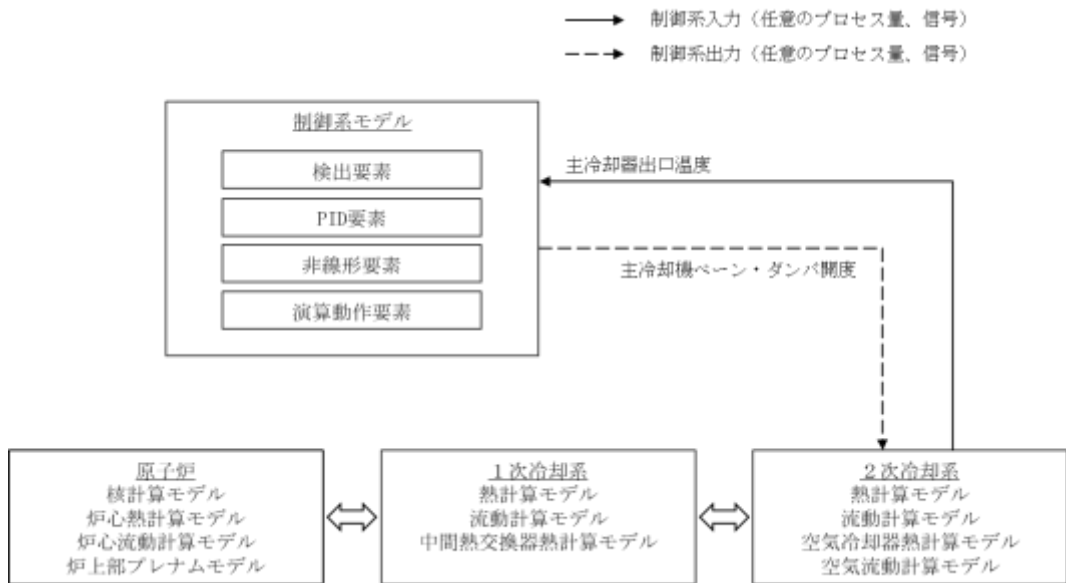 制御系入力（任意のプロセス量、信号）
制御系出力（任意のプロセス量、信号）
制御系モデル
検出要素
PID要素
非線形要素
演算動作要素
主冷却器出口温度
主冷却機ベーン・ダンパ開度
原子炉
核計算モデル
炉心熱計算モデル
炉心流動計算モデル
炉上部プレナムモデル
１次冷却系
熱計算モデル
流動計算モデル
中間熱交換器熱計算モデル
２次冷却系
熱計算モデル
流動計算モデル
空気冷却器熱計算モデル
空気流動計算モデル